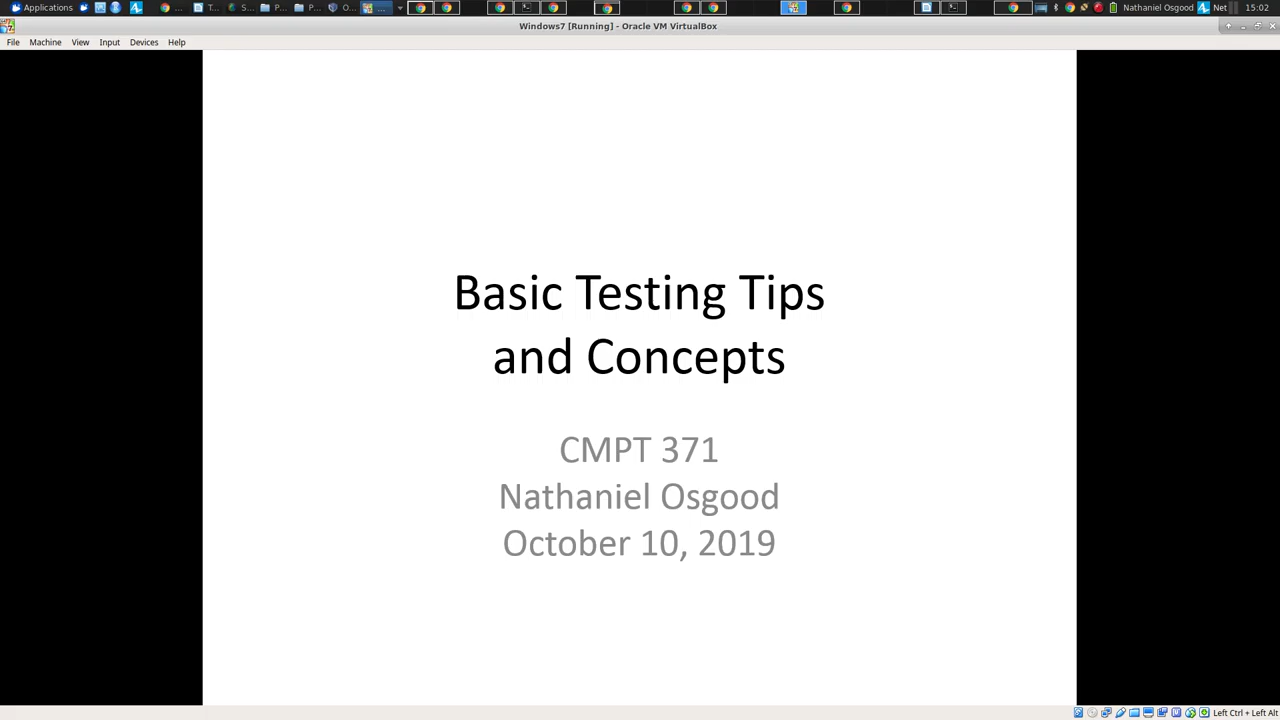 Applications
...
T...
S...
P...
P...
O...
...
Nathaniel Osgood
Net
15:02
Windows7 [Running] - Oracle VM VirtualBox
File Machine View Input Devices Help
Basic Testing Tips
and Concepts
CMPT 371
Nathaniel Osgood
October 10, 2019
Left Ctrl + Left Alt